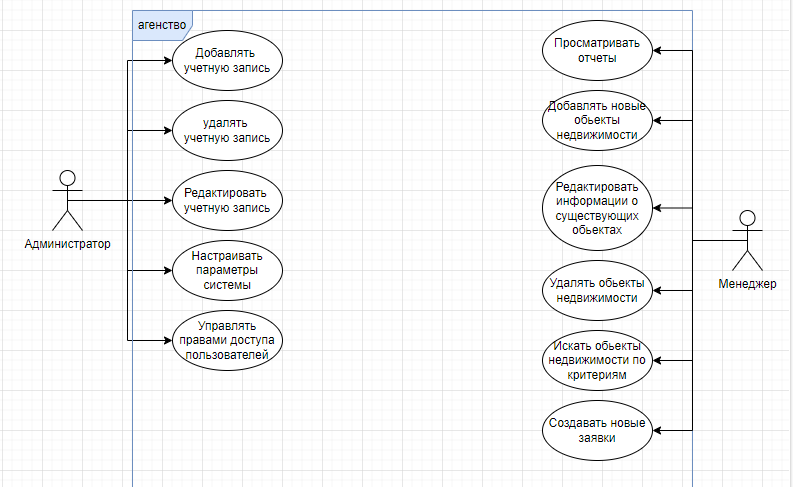 агенство
Добавлять
учетную запись
удалять
учетную запись
Редактировать
учетную запись
Настраивать
параметры
системы
Управлять
правами доступа
пользователей
Администратор
Просматривать
отчеты
Добавлять новые
обьекты
недвижимости
Редактировать
информации о
существующих
обьектах
Удалять обьекты
недвижимости
Искать обьекты
недвижимости по
критериям
Создавать новые
заявки
Менеджер